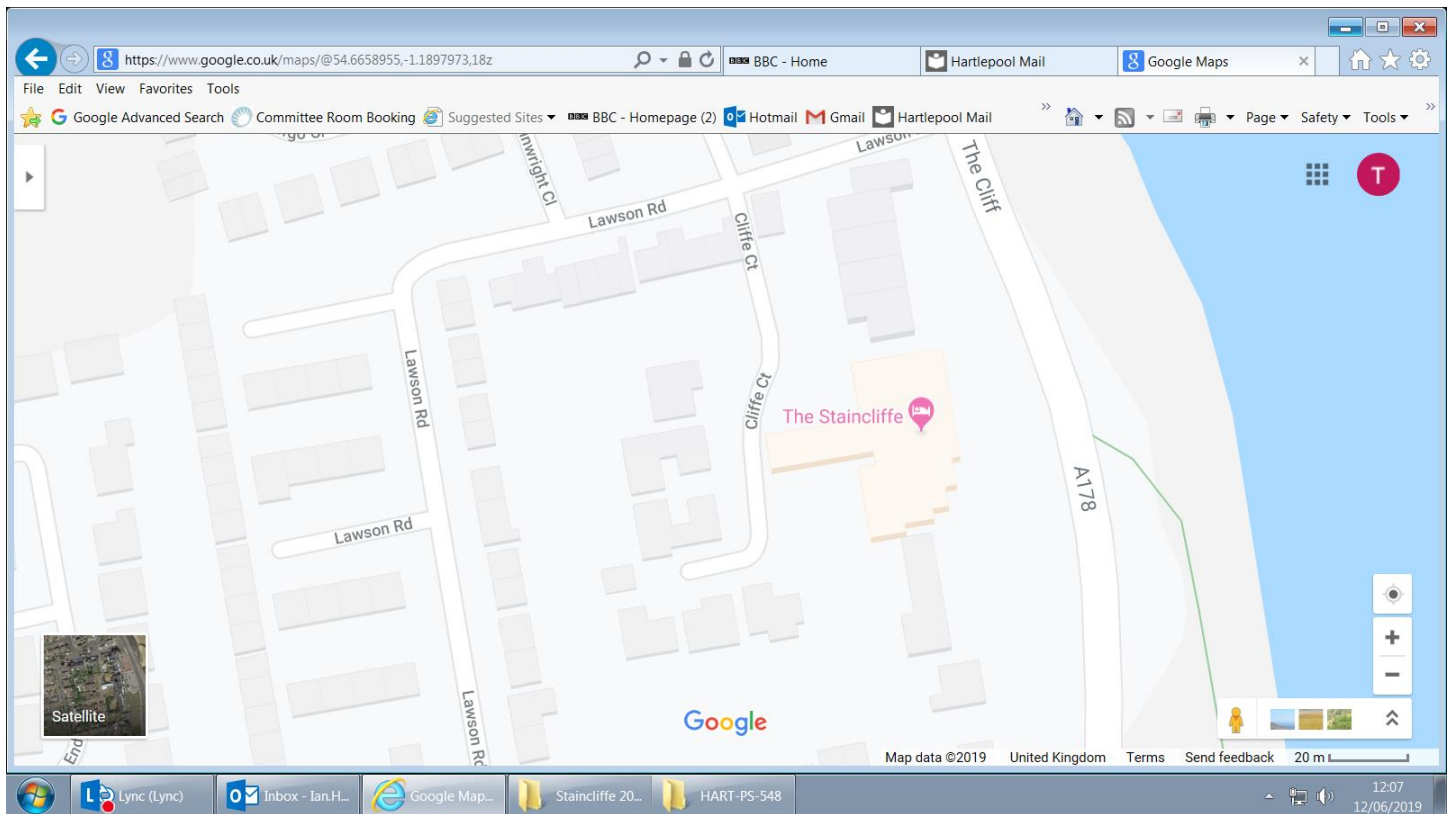 https://www.google.co.uk/maps/@54.6658955,-1.1897973,18z
BBC - Home
Hartlepool Mail
Google Maps
File Edit View Favorites Tools
Google Advanced Search Committee Room Booking Suggested Sites BBC - Homepage (2) Hotmail Gmail Hartlepool Mail Page Safety Tools
Lawson
The Cliff
T
Lawson Rd
Cliffe Ct
Lawson Rd
Cliffe Ct
The Staincliffe
A178
Lawson Rd
Lawson Rd
Satellite
End
Google
Map data ©2019 United Kingdom Terms Send feedback 20 m
Lync (Lync) Inbox - Ian.H... Google Map... Staincliffe 20... HART-PS-548
12:07
12/06/2019